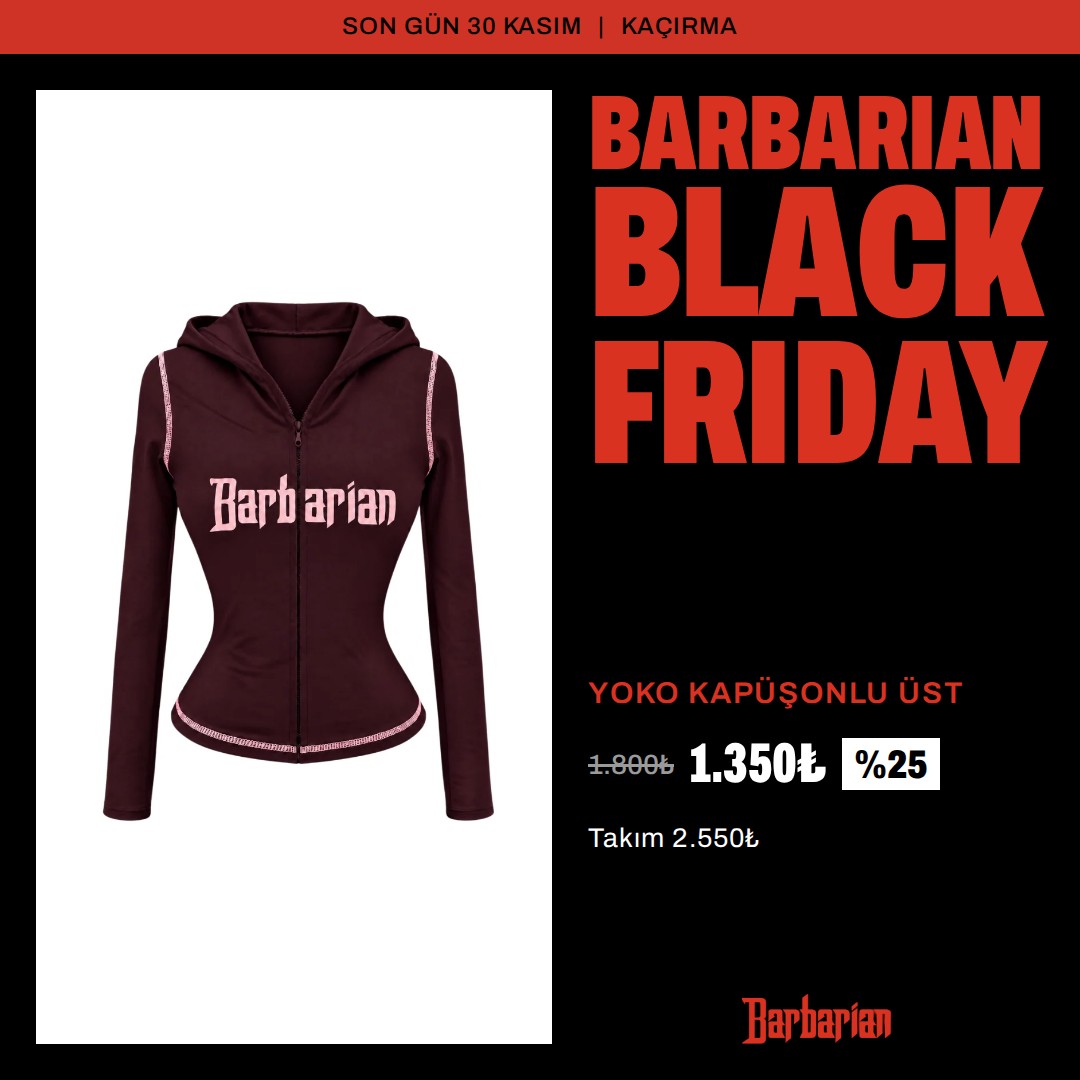 SON GÜN 30 KASIM | KAÇIRMA
BARBARIAN
BLACK
FRIDAY
Barbarian
YOKO KAPÜŞONLU ÜST
1.800₺ 1.350₺ %25
Takım 2.550₺
Barbarian